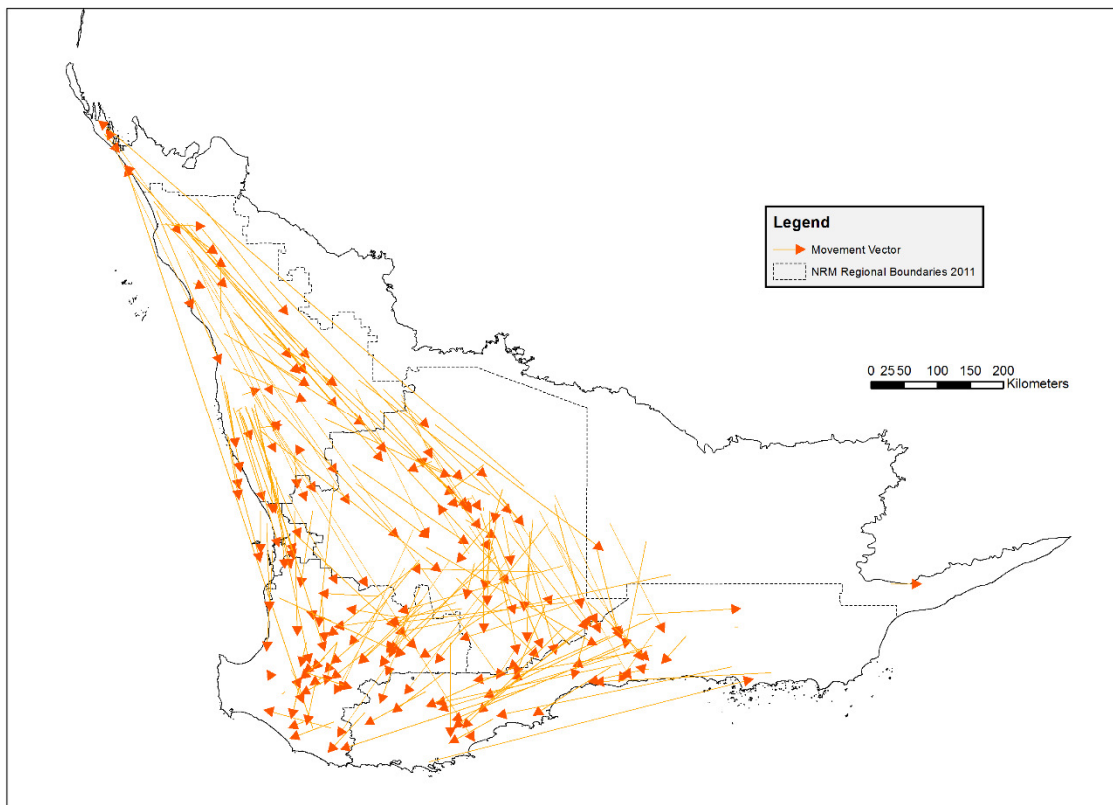 Legend
Movement Vector
NRM Regional Boundaries 2011
0 25 50 100 150 200
Kilometers